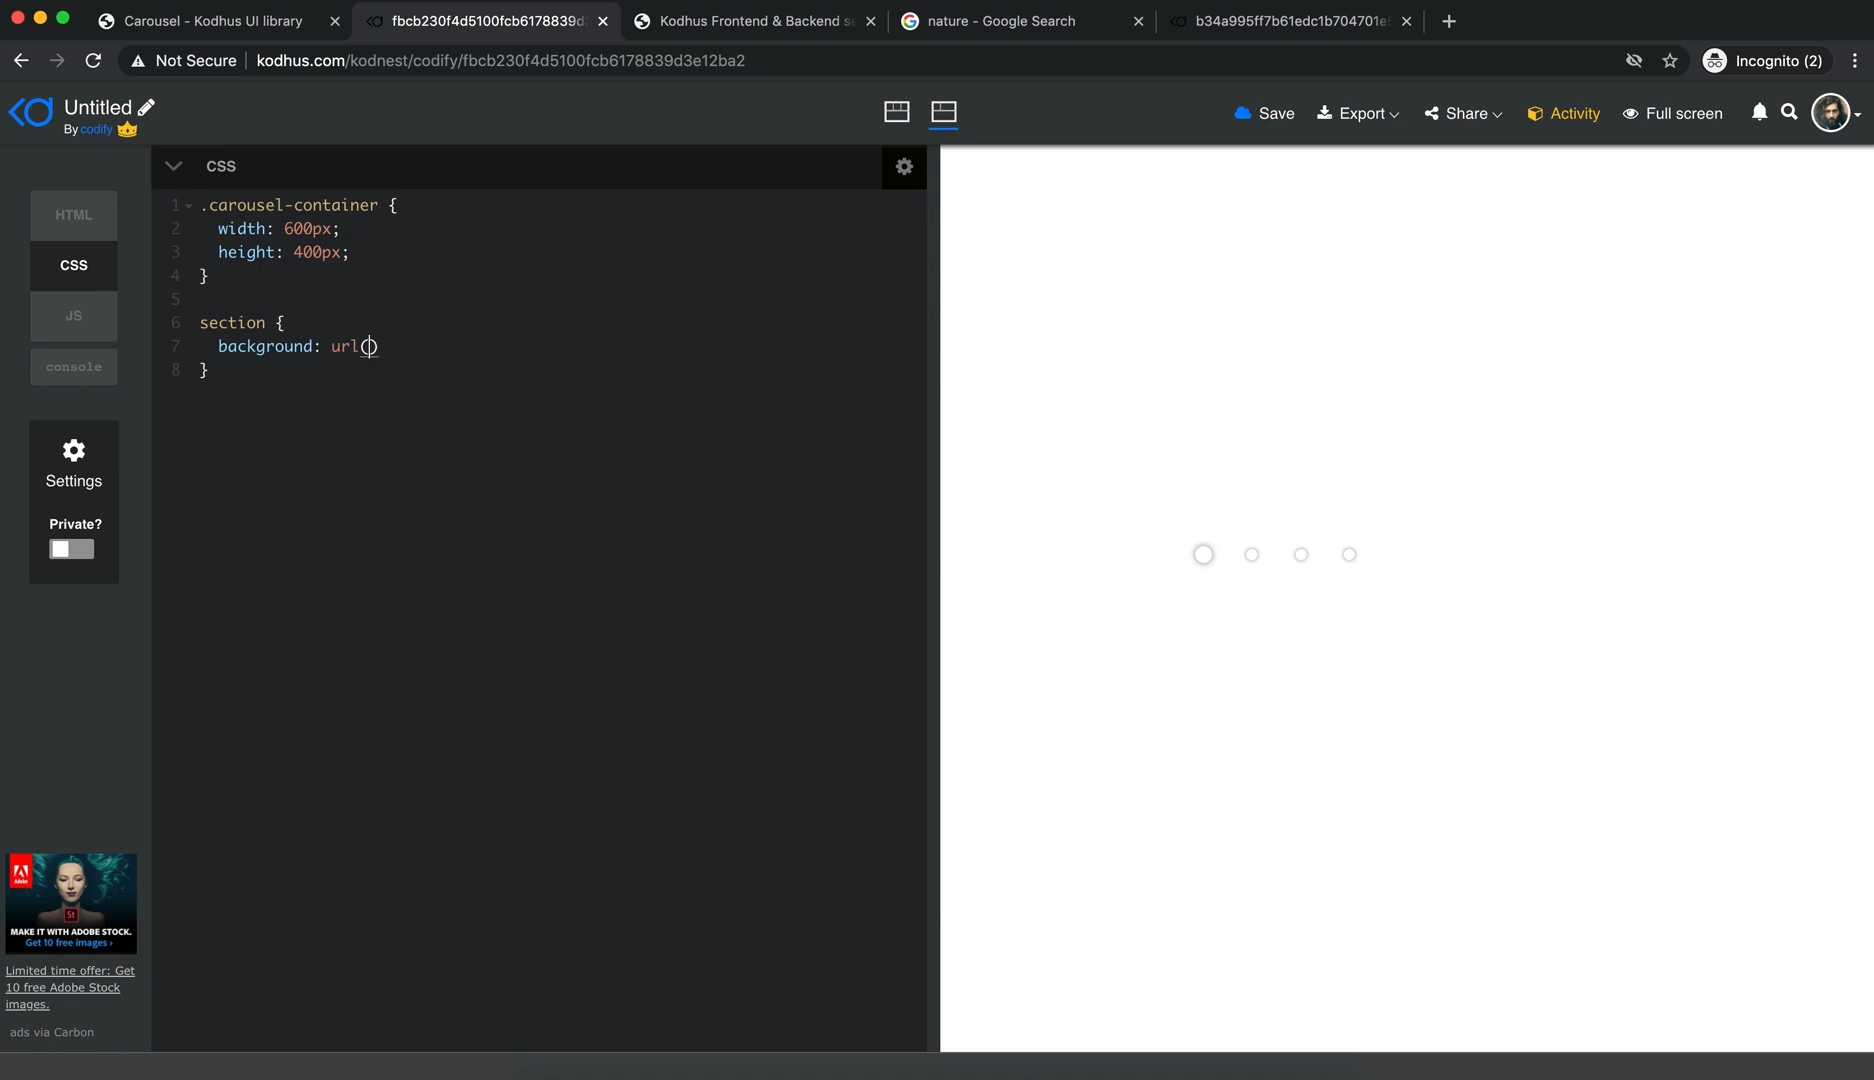 Carousel - Kodhus UI library
fbcb230f4d5100fcb6178839d
Kodhus Frontend & Backend se
nature - Google Search
b34a995ff7b61edc1b704701e
Not Secure
kodhus.com/kodnest/codify/fbcb230f4d5100fcb6178839d3e12ba2
Incognito (2)
Untitled
By codify
Save
Export
Share
Activity
Full screen
HTML
CSS
JS
console
Settings
Private?
CSS
1 .carousel-container {
2 width: 600px;
3 height: 400px;
4 }
5
6 section {
7 background: url()
8 }
Adobe
St
MAKE IT WITH ADOBE STOCK.
Get 10 free images ›
Limited time offer: Get
10 free Adobe Stock
images.
ads via Carbon